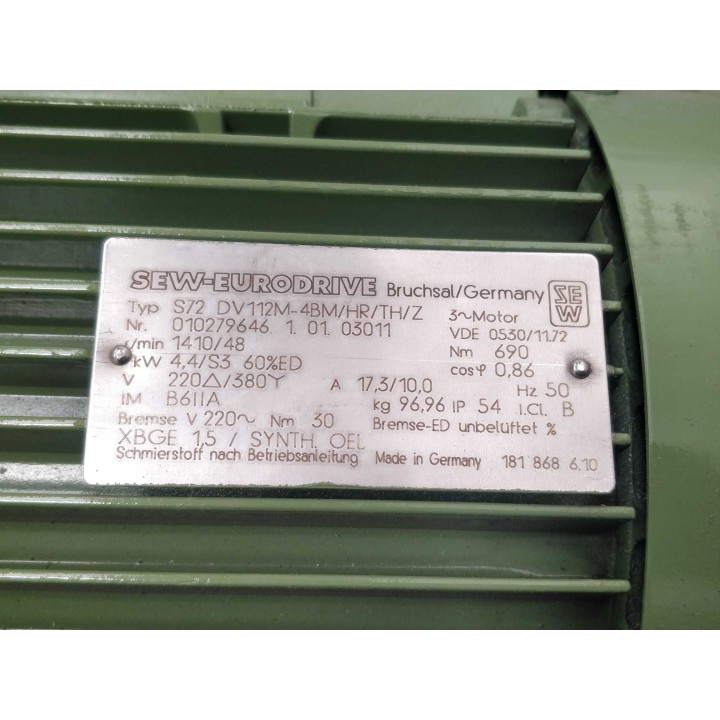 SEW-EURODRIVE Bruchsal/Germany SEW
Typ S72 DV112M-4BM/HR/TH/Z 3~Motor
Nr. 010279646. 1. 01. 03011 VDE 0530/11.72
r/min 1410/48 Nm 690
kW 4,4/S3 60%ED cosφ 0,86
V 220△/380Y A 17,3/10,0 Hz 50
IM B6IIA kg 96,96 IP 54 I.Cl. B
Bremse V 220~ Nm 30 Bremse-ED unbelüftet %
XBGE 1,5 / SYNTH. OEL
Schmierstoff nach Betriebsanleitung Made in Germany 181 868 6.10